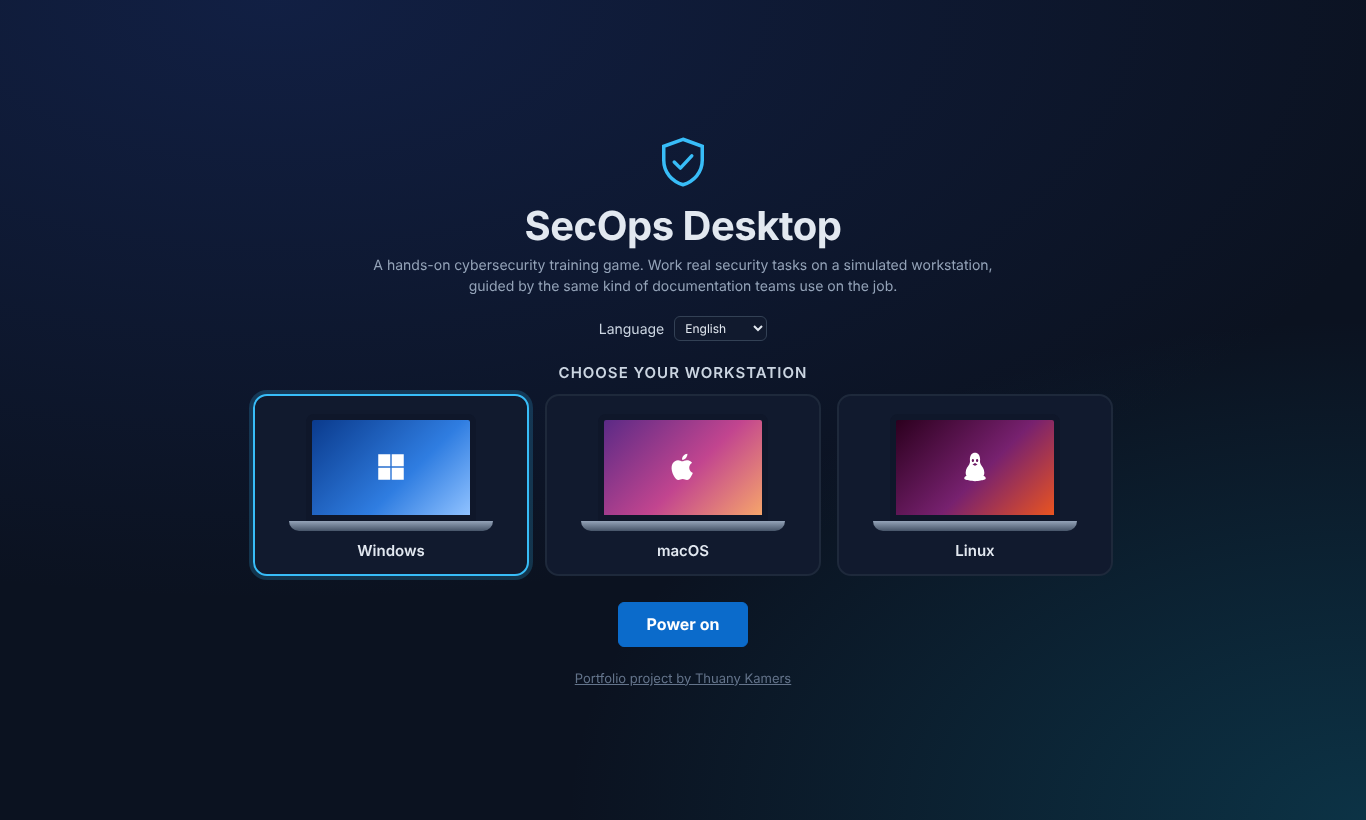 SecOps Desktop
A hands-on cybersecurity training game. Work real security tasks on a simulated workstation,
guided by the same kind of documentation teams use on the job.
Language English
CHOOSE YOUR WORKSTATION
Windows
macOS
Linux
Power on
Portfolio project by Thuany Kamers